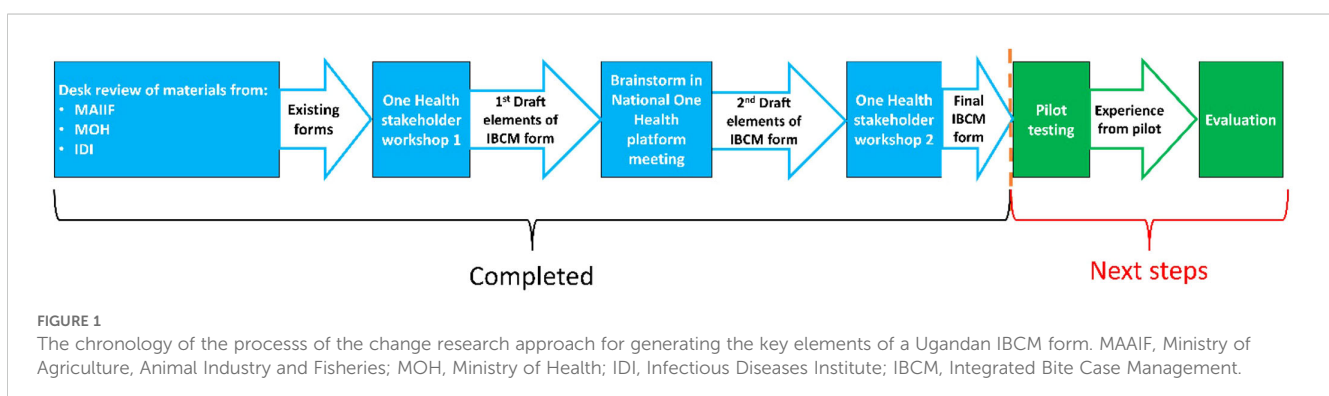 Desk review of materials from:
• MAIIF
• MOH
• IDI
Existing
forms
One Health
stakeholder
workshop 1
1st Draft
elements of
IBCM form
Brainstorm in
National One
Health
platform
meeting
2nd Draft
elements of
IBCM form
One Health
stakeholder
workshop 2
Final
IBCM
form
Pilot
testing
Experience
from pilot
Evaluation
Completed
Next steps
FIGURE 1
The chronology of the processs of the change research approach for generating the key elements of a Ugandan IBCM form. MAAIF, Ministry of
Agriculture, Animal Industry and Fisheries; MOH, Ministry of Health; IDI, Infectious Diseases Institute; IBCM, Integrated Bite Case Management.